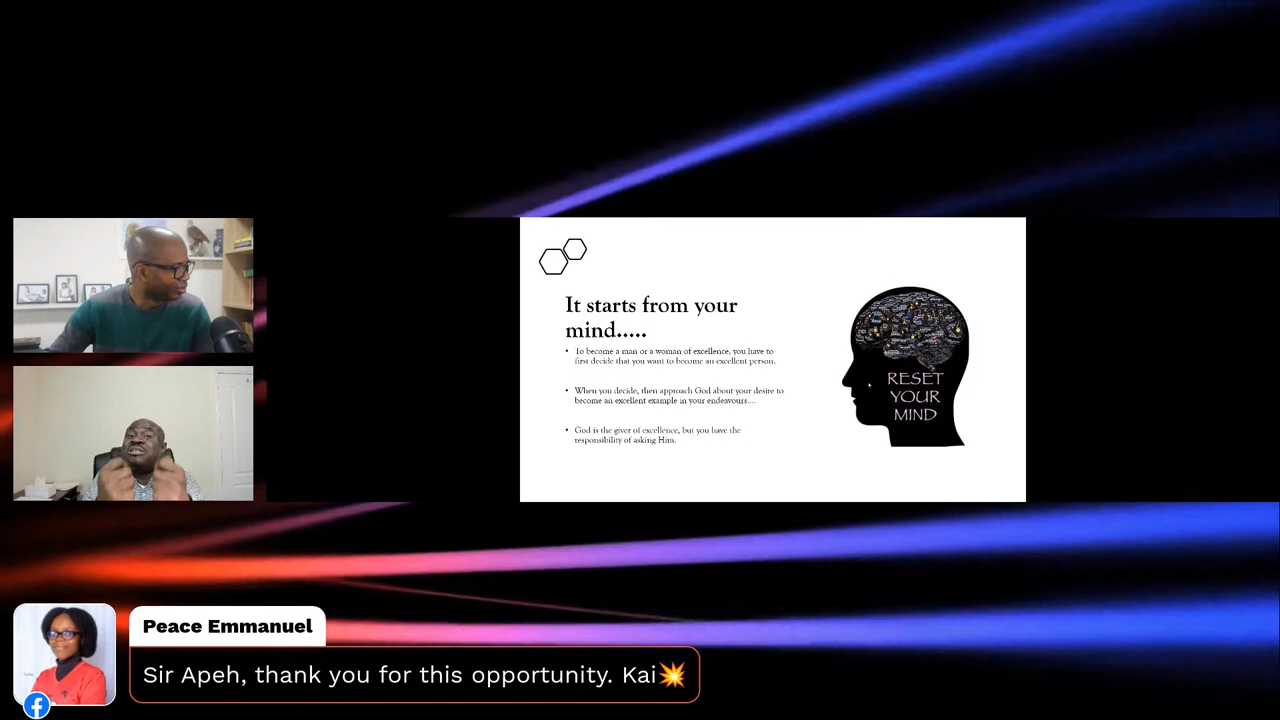 It starts from your
mind.....
• To become a man or a woman of excellence, you have to
first decide that you want to become an excellent person.
• When you decide, then approach God about your desire to
become an excellent example in your endeavours....
• God is the giver of excellence, but you have the
responsibility of asking Him.
RESET
YOUR
MIND
Peace Emmanuel
Sir Apeh, thank you for this opportunity. Kai💥